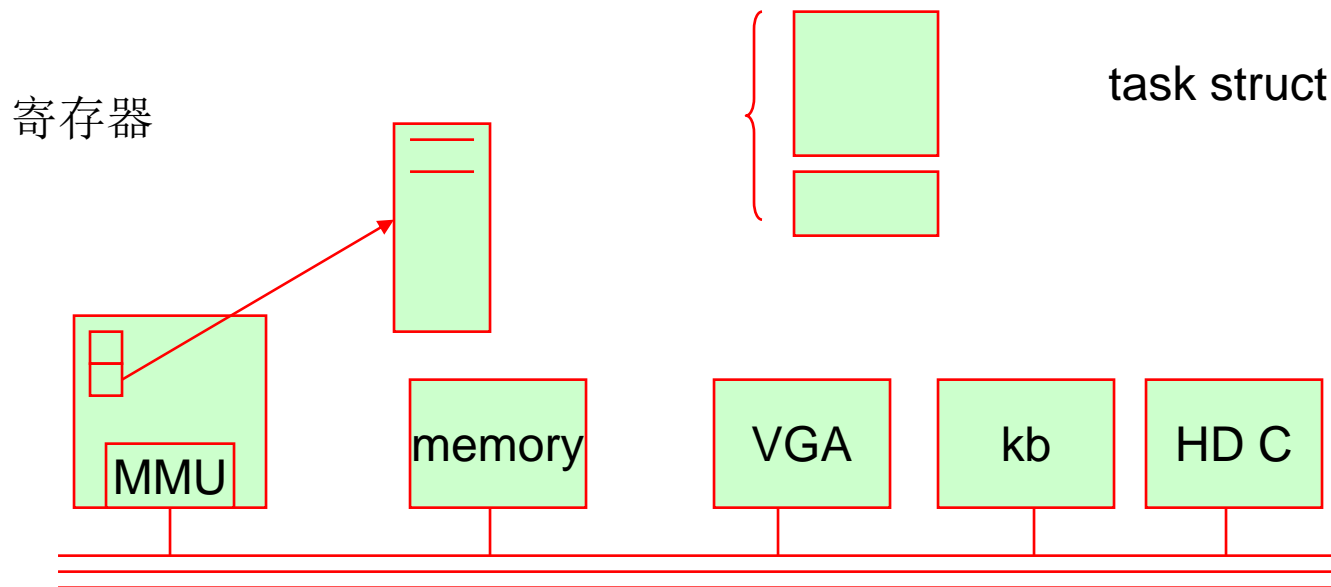 task struct
寄存器
MMU
memory
VGA
kb
HD C